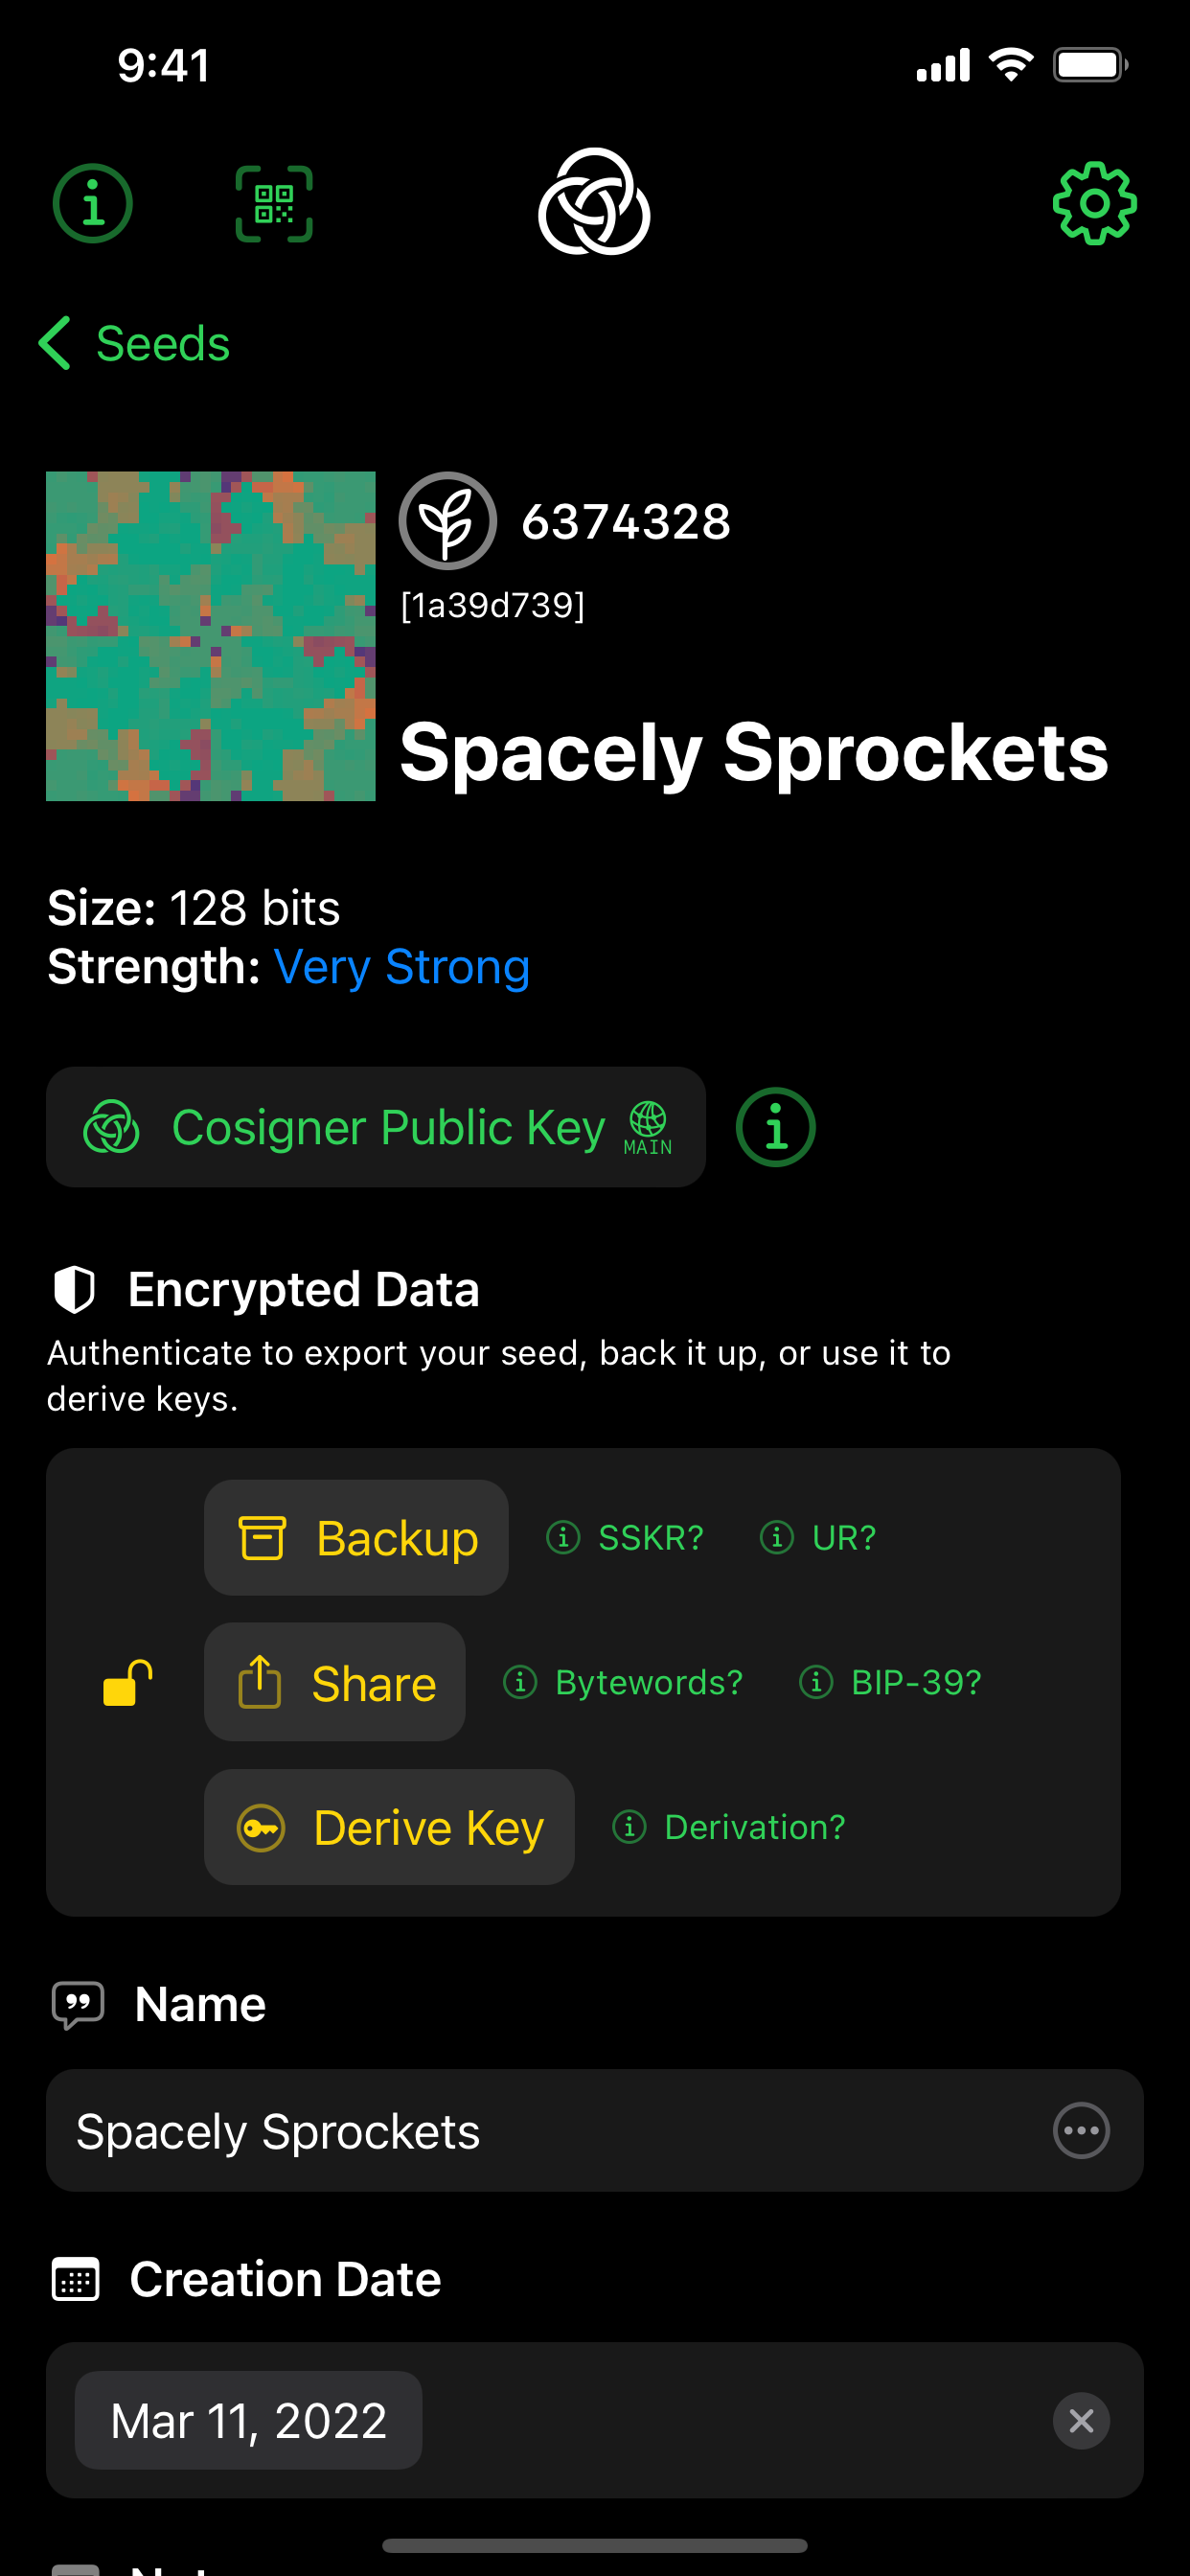 9:41
Seeds
6374328
[1a39d739]
Spacely Sprockets
Size: 128 bits
Strength: Very Strong
Cosigner Public Key MAIN
Encrypted Data
Authenticate to export your seed, back it up, or use it to
derive keys.
Backup SSKR? UR?
Share Bytewords? BIP-39?
Derive Key Derivation?
Name
Spacely Sprockets
Creation Date
Mar 11, 2022